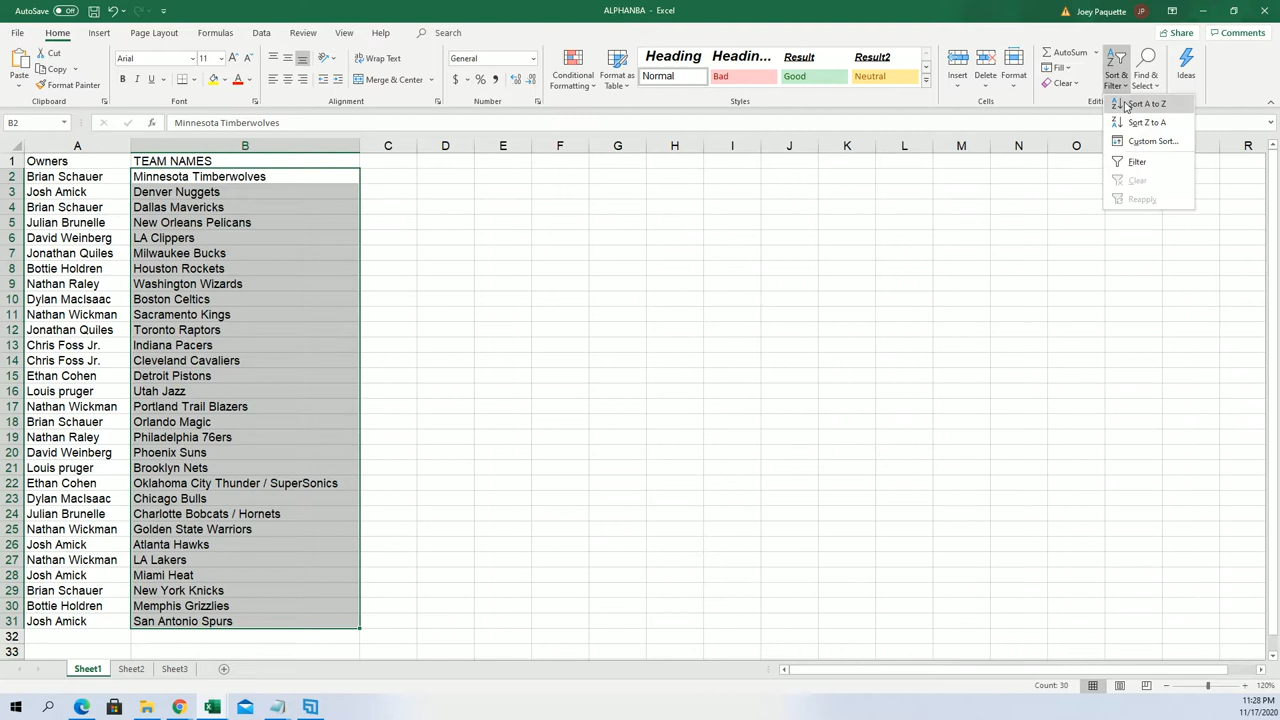 AutoSave Off ALPHANBA - Excel Joey Paquette JP
File Home Insert Page Layout Formulas Data Review View Help Search Share Comments
Paste Cut Copy Format Painter Clipboard
Arial 11 B I U A Font
Wrap Text Merge & Center Alignment
General $ % Number
Conditional Formatting Format as Table
Heading Headin... Result Result2
Normal Bad Good Neutral
Styles
Insert Delete Format Cells
AutoSum Fill Clear Sort & Filter Find & Select Editi
Ideas
Sort A to Z
Sort Z to A
Custom Sort...
Filter
Clear
Reapply
B2 fx Minnesota Timberwolves
A B C D E F G H I J K L M N O R
1 Owners TEAM NAMES
2 Brian Schauer Minnesota Timberwolves
3 Josh Amick Denver Nuggets
4 Brian Schauer Dallas Mavericks
5 Julian Brunelle New Orleans Pelicans
6 David Weinberg LA Clippers
7 Jonathan Quiles Milwaukee Bucks
8 Bottie Holdren Houston Rockets
9 Nathan Raley Washington Wizards
10 Dylan MacIsaac Boston Celtics
11 Nathan Wickman Sacramento Kings
12 Jonathan Quiles Toronto Raptors
13 Chris Foss Jr. Indiana Pacers
14 Chris Foss Jr. Cleveland Cavaliers
15 Ethan Cohen Detroit Pistons
16 Louis pruger Utah Jazz
17 Nathan Wickman Portland Trail Blazers
18 Brian Schauer Orlando Magic
19 Nathan Raley Philadelphia 76ers
20 David Weinberg Phoenix Suns
21 Louis pruger Brooklyn Nets
22 Ethan Cohen Oklahoma City Thunder / SuperSonics
23 Dylan MacIsaac Chicago Bulls
24 Julian Brunelle Charlotte Bobcats / Hornets
25 Nathan Wickman Golden State Warriors
26 Josh Amick Atlanta Hawks
27 Nathan Wickman LA Lakers
28 Josh Amick Miami Heat
29 Brian Schauer New York Knicks
30 Bottie Holdren Memphis Grizzlies
31 Josh Amick San Antonio Spurs
32
33
Sheet1 Sheet2 Sheet3
Count: 30 120%
11:28 PM
11/17/2020